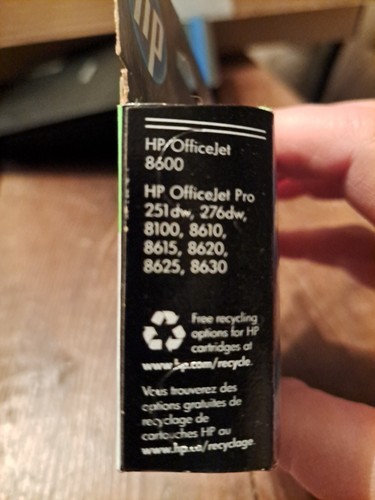 hp
HP OfficeJet
8600
HP OfficeJet Pro
251dw, 276dw,
8100, 8610,
8615, 8620,
8625, 8630
Free recycling
options for HP
cartridges at
www.hp.com/recycle.
Vous trouverez des
options gratuites de
recyclage de
cartouches HP au
www.hp.ca/recyclage.